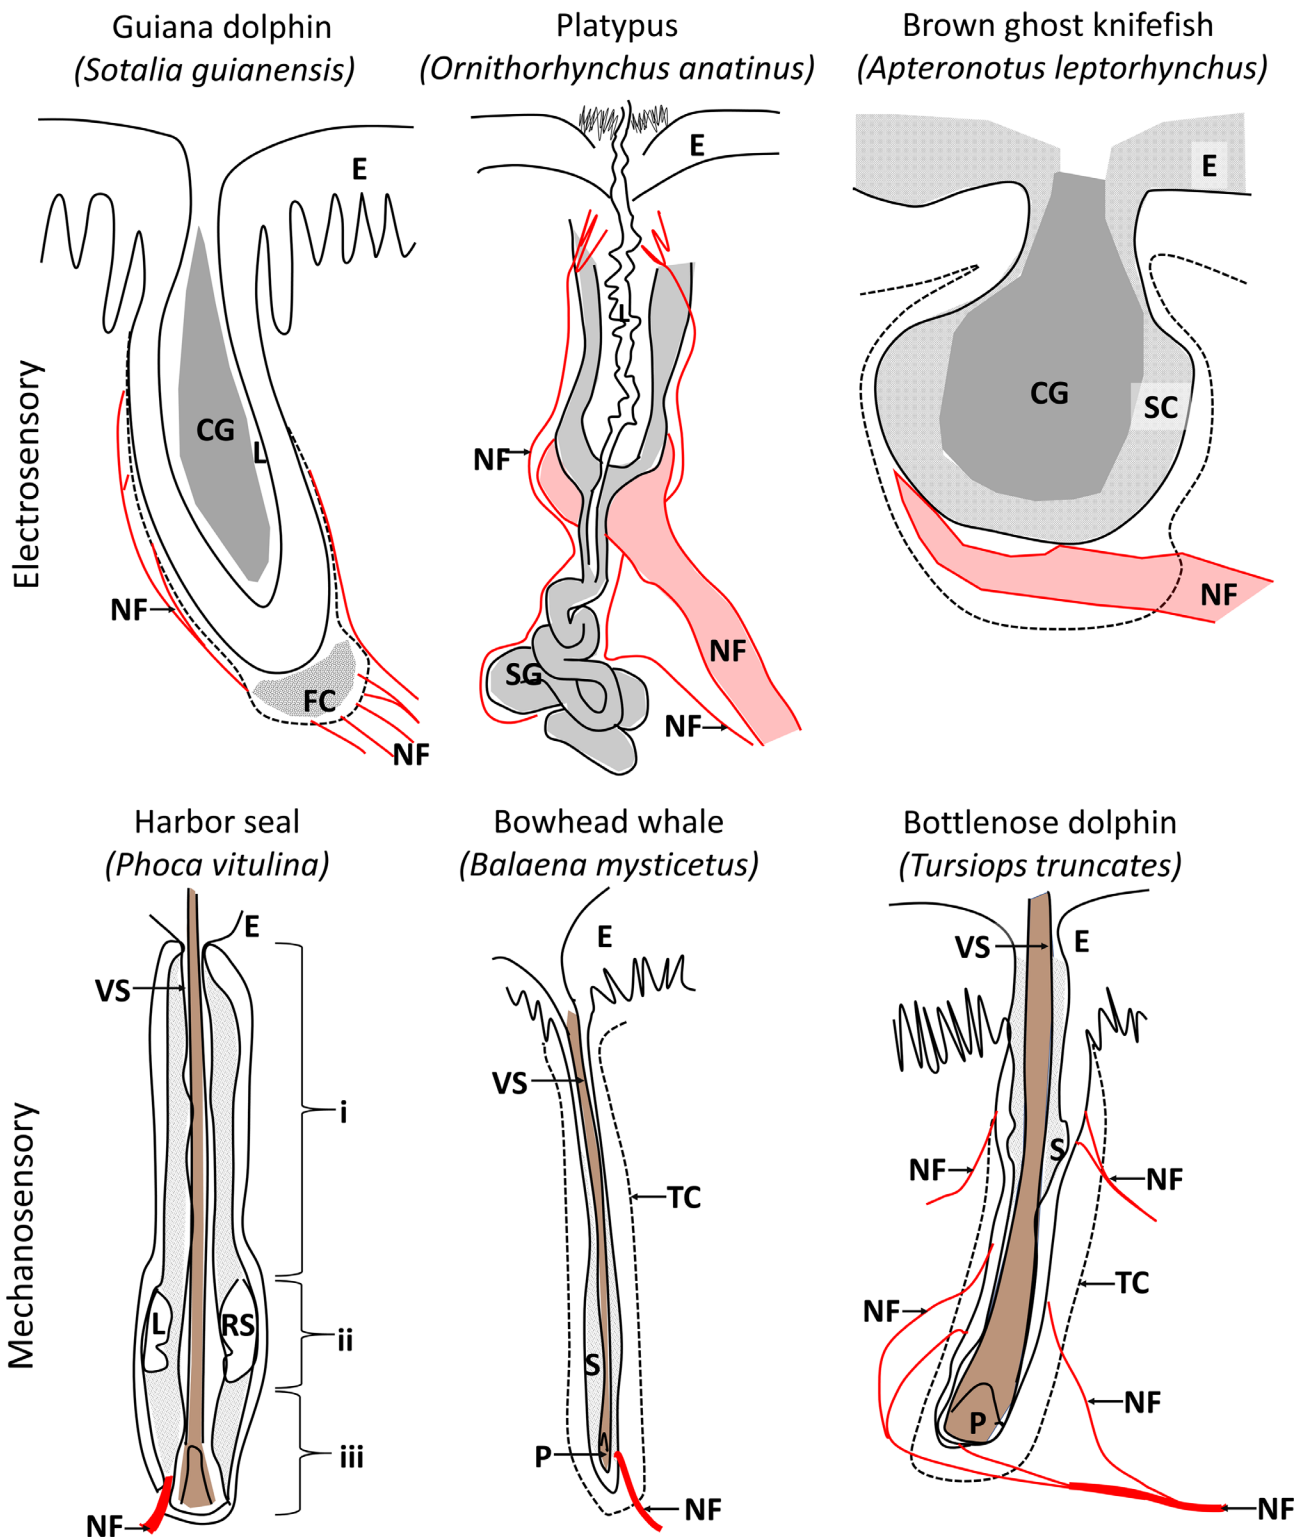 Guiana dolphin
(Sotalia guianensis)
Platypus
(Ornithorhynchus anatinus)
Brown ghost knifefish
(Apteronotus leptorhynchus)
Electrosensory
E
CG
L
NF
FC
NF
E
L
NF
SG
NF
NF
E
CG
SC
NF
Harbor seal
(Phoca vitulina)
Bowhead whale
(Balaena mysticetus)
Bottlenose dolphin
(Tursiops truncates)
Mechanosensory
E
VS
i
L
RS
ii
iii
NF
E
VS
TC
S
P
NF
VS
E
S
NF
NF
TC
NF
NF
P
NF